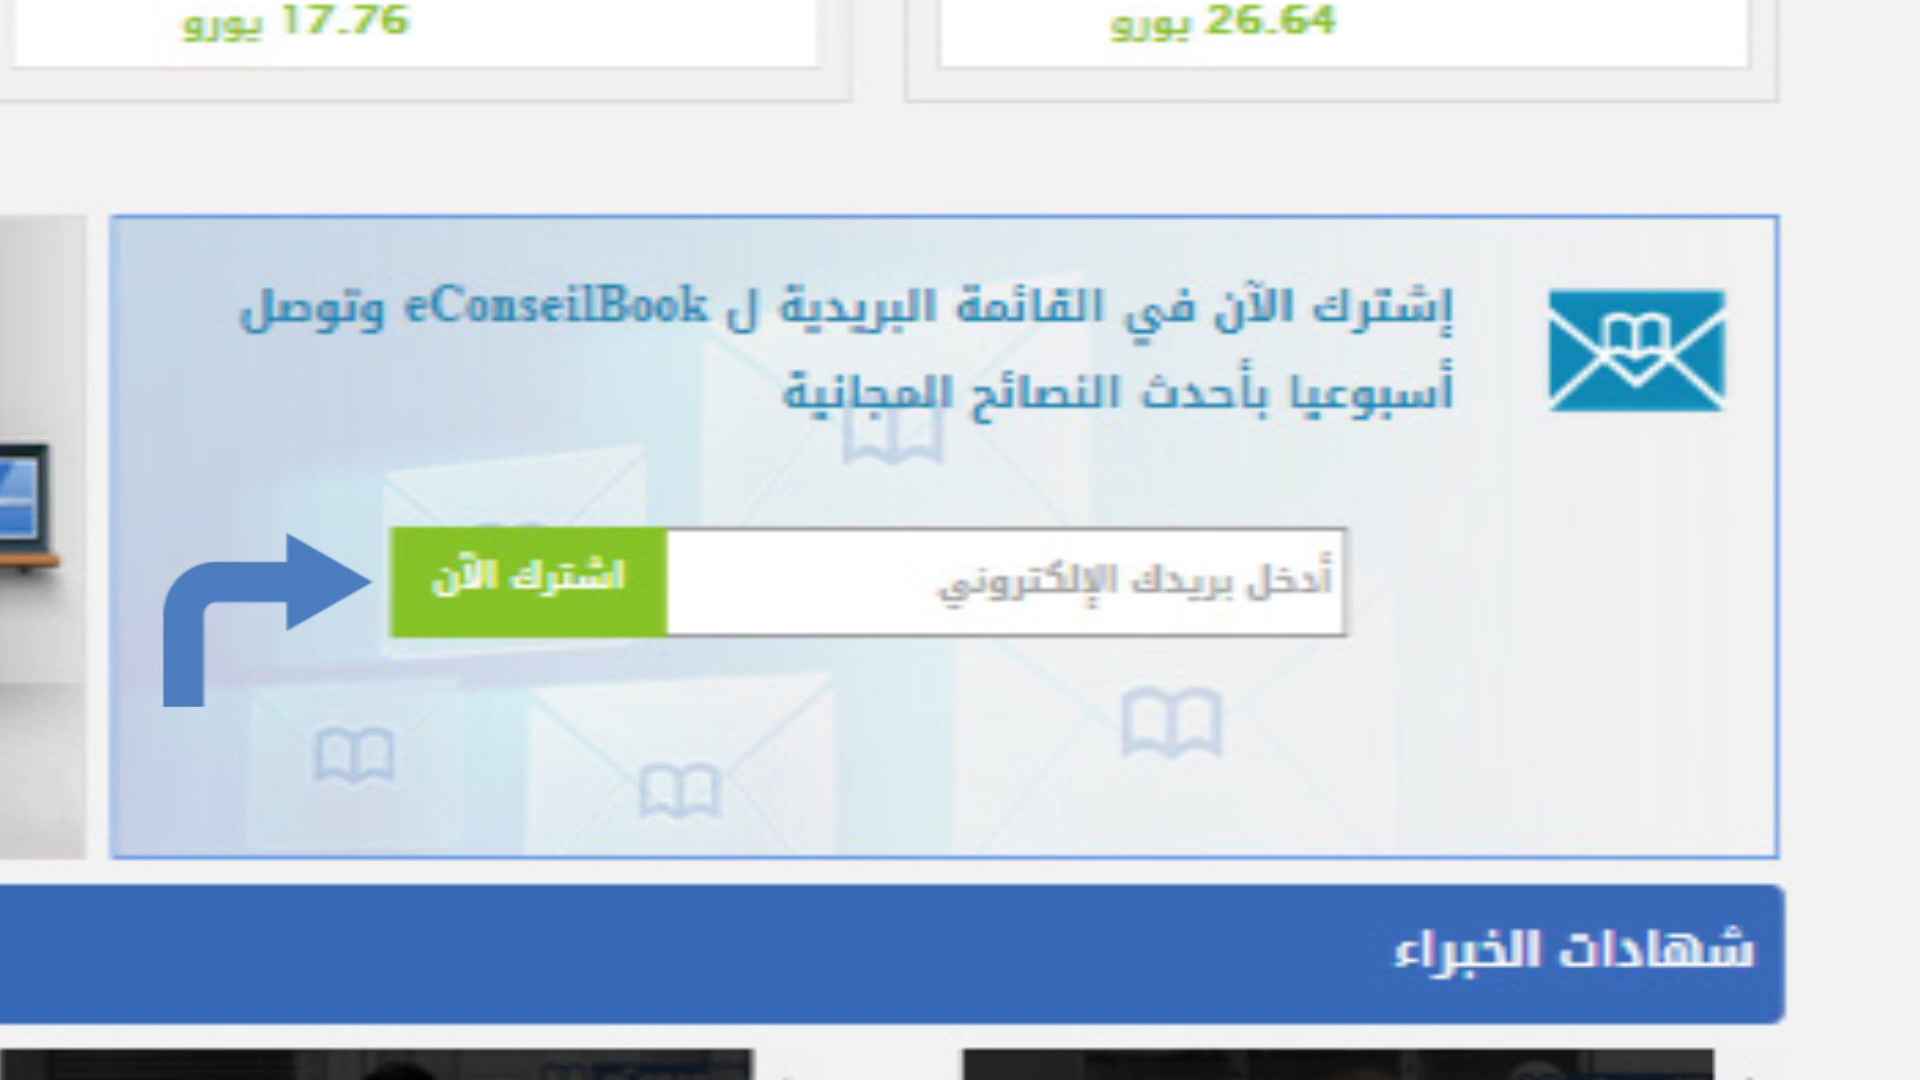 26.64 يورو
17.76 يورو
إشترك الآن في القائمة البريدية ل eConseilBook وتوصل
أسبوعيا بأحدث النصائح المجانية
أدخل بريدك الإلكتروني
اشترك الآن
شهادات الخبراء